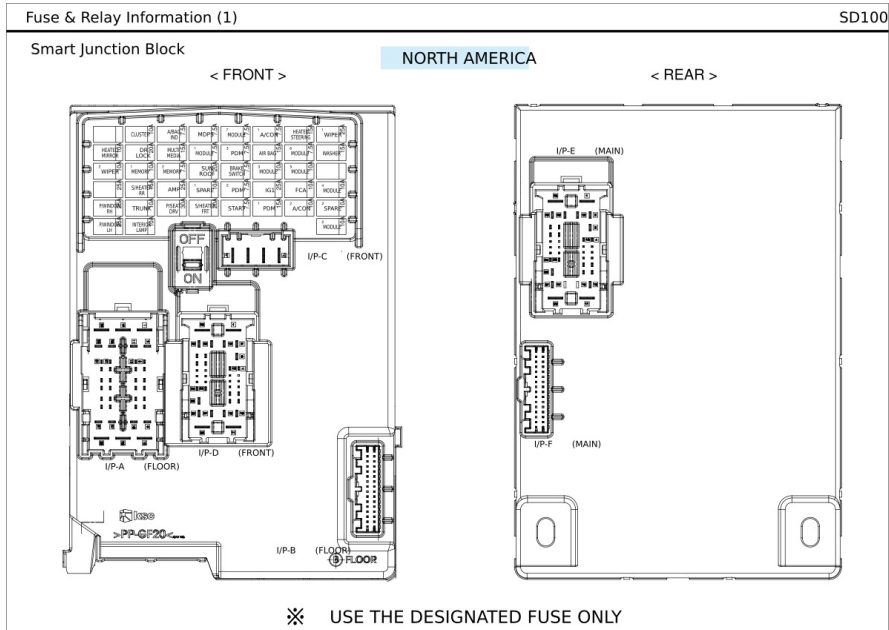 Fuse & Relay Information (1)
SD100
Smart Junction Block
NORTH AMERICA
< FRONT >
< REAR >
CLUSTER
A/BAG IND
MDPS
MODULE
A/CON
HEATED STEERING
WIPER
HEATED MIRROR
DR LOCK
MULTI MEDIA
MODULE
PDM
AIR BAG
MODULE
WASHER
WIPER
MEMORY
MEMORY
BRAKE SWITCH
MODULE
MODULE
S/HEATER RR
AMP
SPARE
PDM
IG1
FCA
MODULE
P/WINDOW RH
TRUNK
P/SEAT DRV
S/HEATER FRT
START
PDM
A/CON
SPARE
P/WINDOW LH
INTERIOR LAMP
MODULE
OFF
ON
I/P-C (FRONT)
I/P-E (MAIN)
I/P-A (FLOOR)
I/P-D (FRONT)
I/P-F (MAIN)
ksc
>PP-GF20<
I/P-B (FLOOR)
B FLOOR
※ USE THE DESIGNATED FUSE ONLY